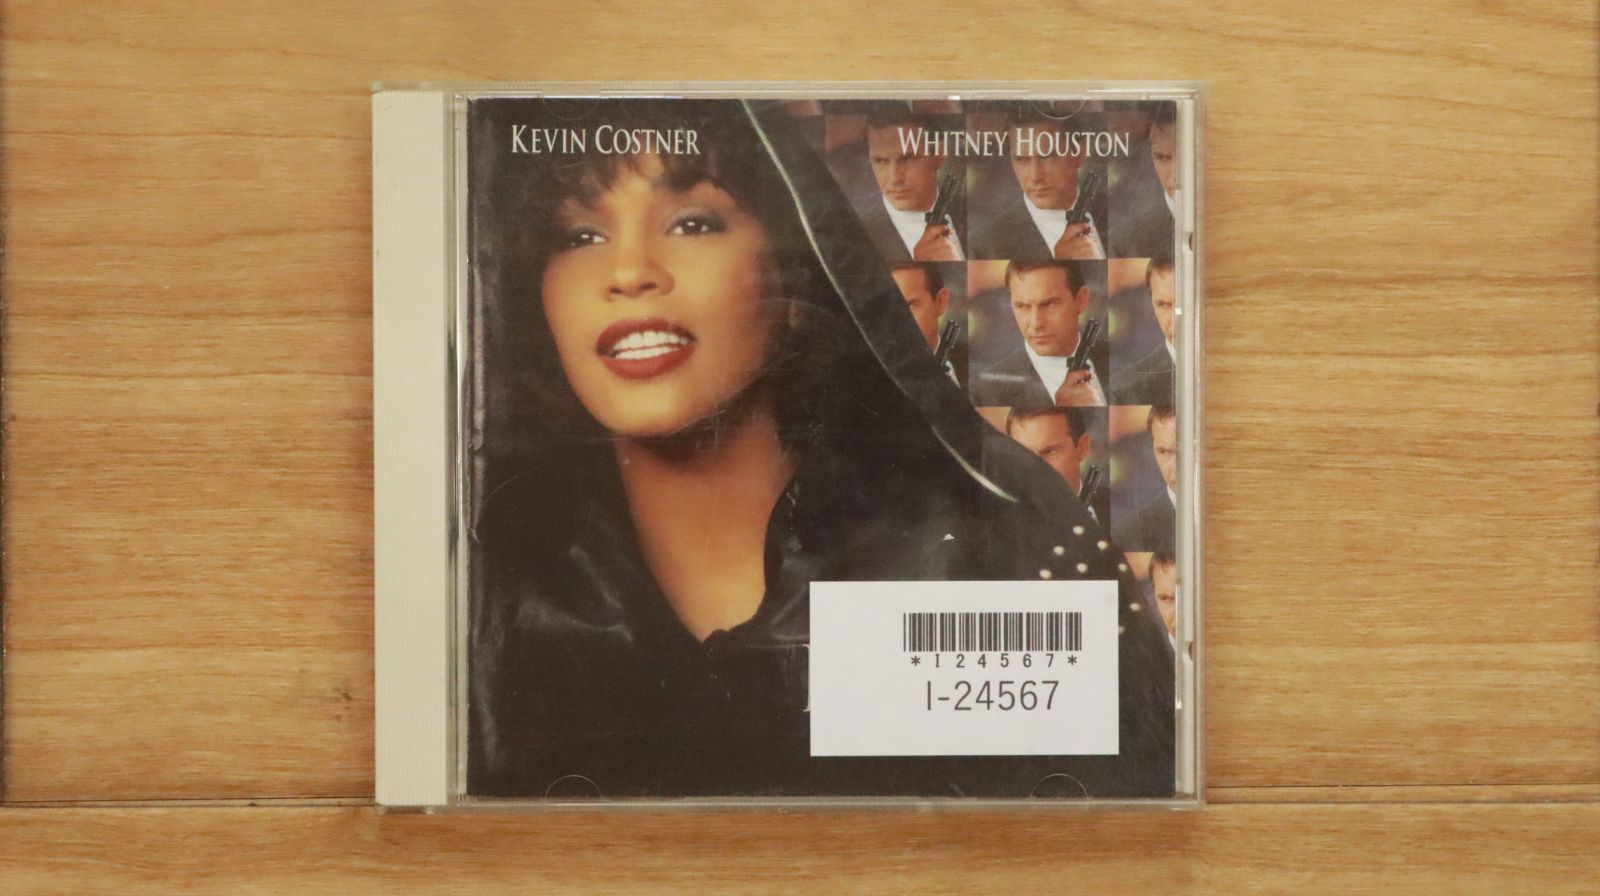 KEVIN COSTNER
WHITNEY HOUSTON
*I24567*
I-24567